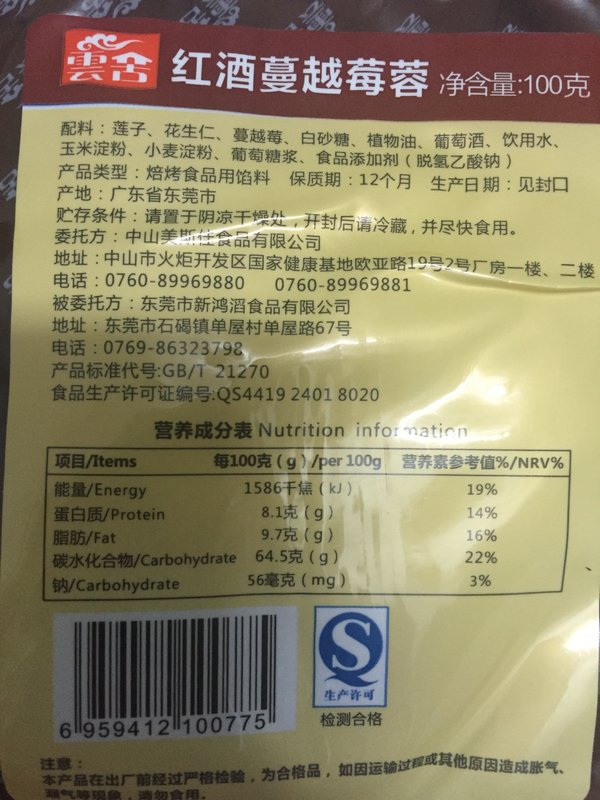 雲舍 红酒蔓越莓蓉 净含量:100克
配料：莲子、花生仁、蔓越莓、白砂糖、植物油、葡萄酒、饮用水、
玉米淀粉、小麦淀粉、葡萄糖浆、食品添加剂（脱氢乙酸钠）
产品类型：焙烤食品用馅料 保质期：12个月 生产日期：见封口
产地：广东省东莞市
贮存条件：请置于阴凉干燥处，开封后请冷藏，并尽快食用。
委托方：中山美斯佳食品有限公司
地址：中山市火炬开发区国家健康基地欧亚路19号2号厂房一楼、二楼
电话：0760-89969880 0760-89969881
被委托方：东莞市新鸿滔食品有限公司
地址：东莞市石碣镇单屋村单屋路67号
电话：0769-86323798
产品标准代号:GB/T 21270
食品生产许可证编号:QS4419 2401 8020
营养成分表 Nutrition information
项目/Items 每100克（g）/per 100g 营养素参考值%/NRV%
能量/Energy 1586千焦（kJ） 19%
蛋白质/Protein 8.1克（g） 14%
脂肪/Fat 9.7克（g） 16%
碳水化合物/Carbohydrate 64.5克（g） 22%
钠/Carbohydrate 56毫克（mg） 3%
S
生产许可
检测合格
6 959412 100775
注意：
本产品在出厂前经过严格检验，为合格品，如因运输过程或其他原因造成胀气、
漏气等现象，请勿食用。